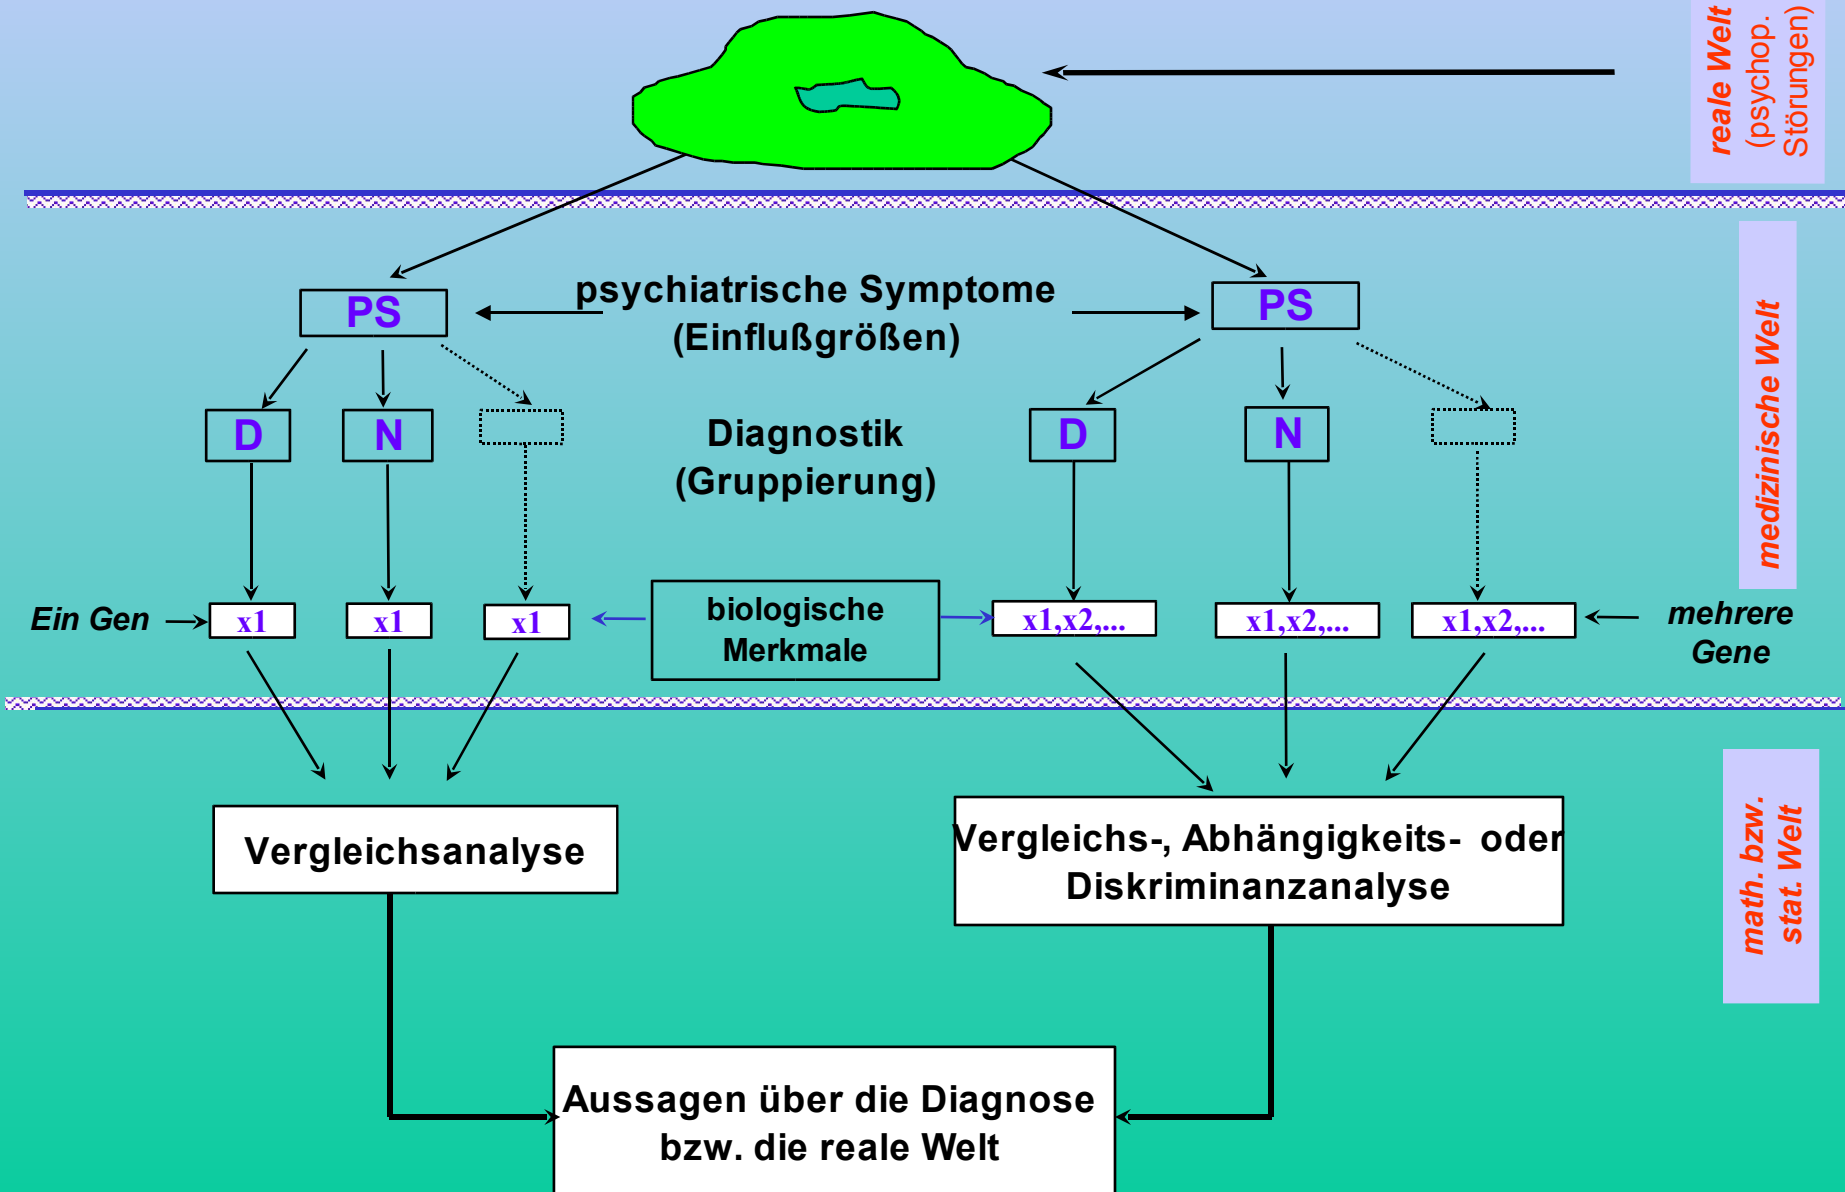 reale Welt
(psychop.
Störungen)
PS
psychiatrische Symptome
(Einflußgrößen)
PS
medizinische Welt
D
N
Diagnostik
(Gruppierung)
D
N
Ein Gen
x1
x1
x1
biologische
Merkmale
x1,x2,...
x1,x2,...
x1,x2,...
mehrere
Gene
Vergleichsanalyse
Vergleichs-, Abhängigkeits- oder
Diskriminanzanalyse
math. bzw.
stat. Welt
Aussagen über die Diagnose
bzw. die reale Welt